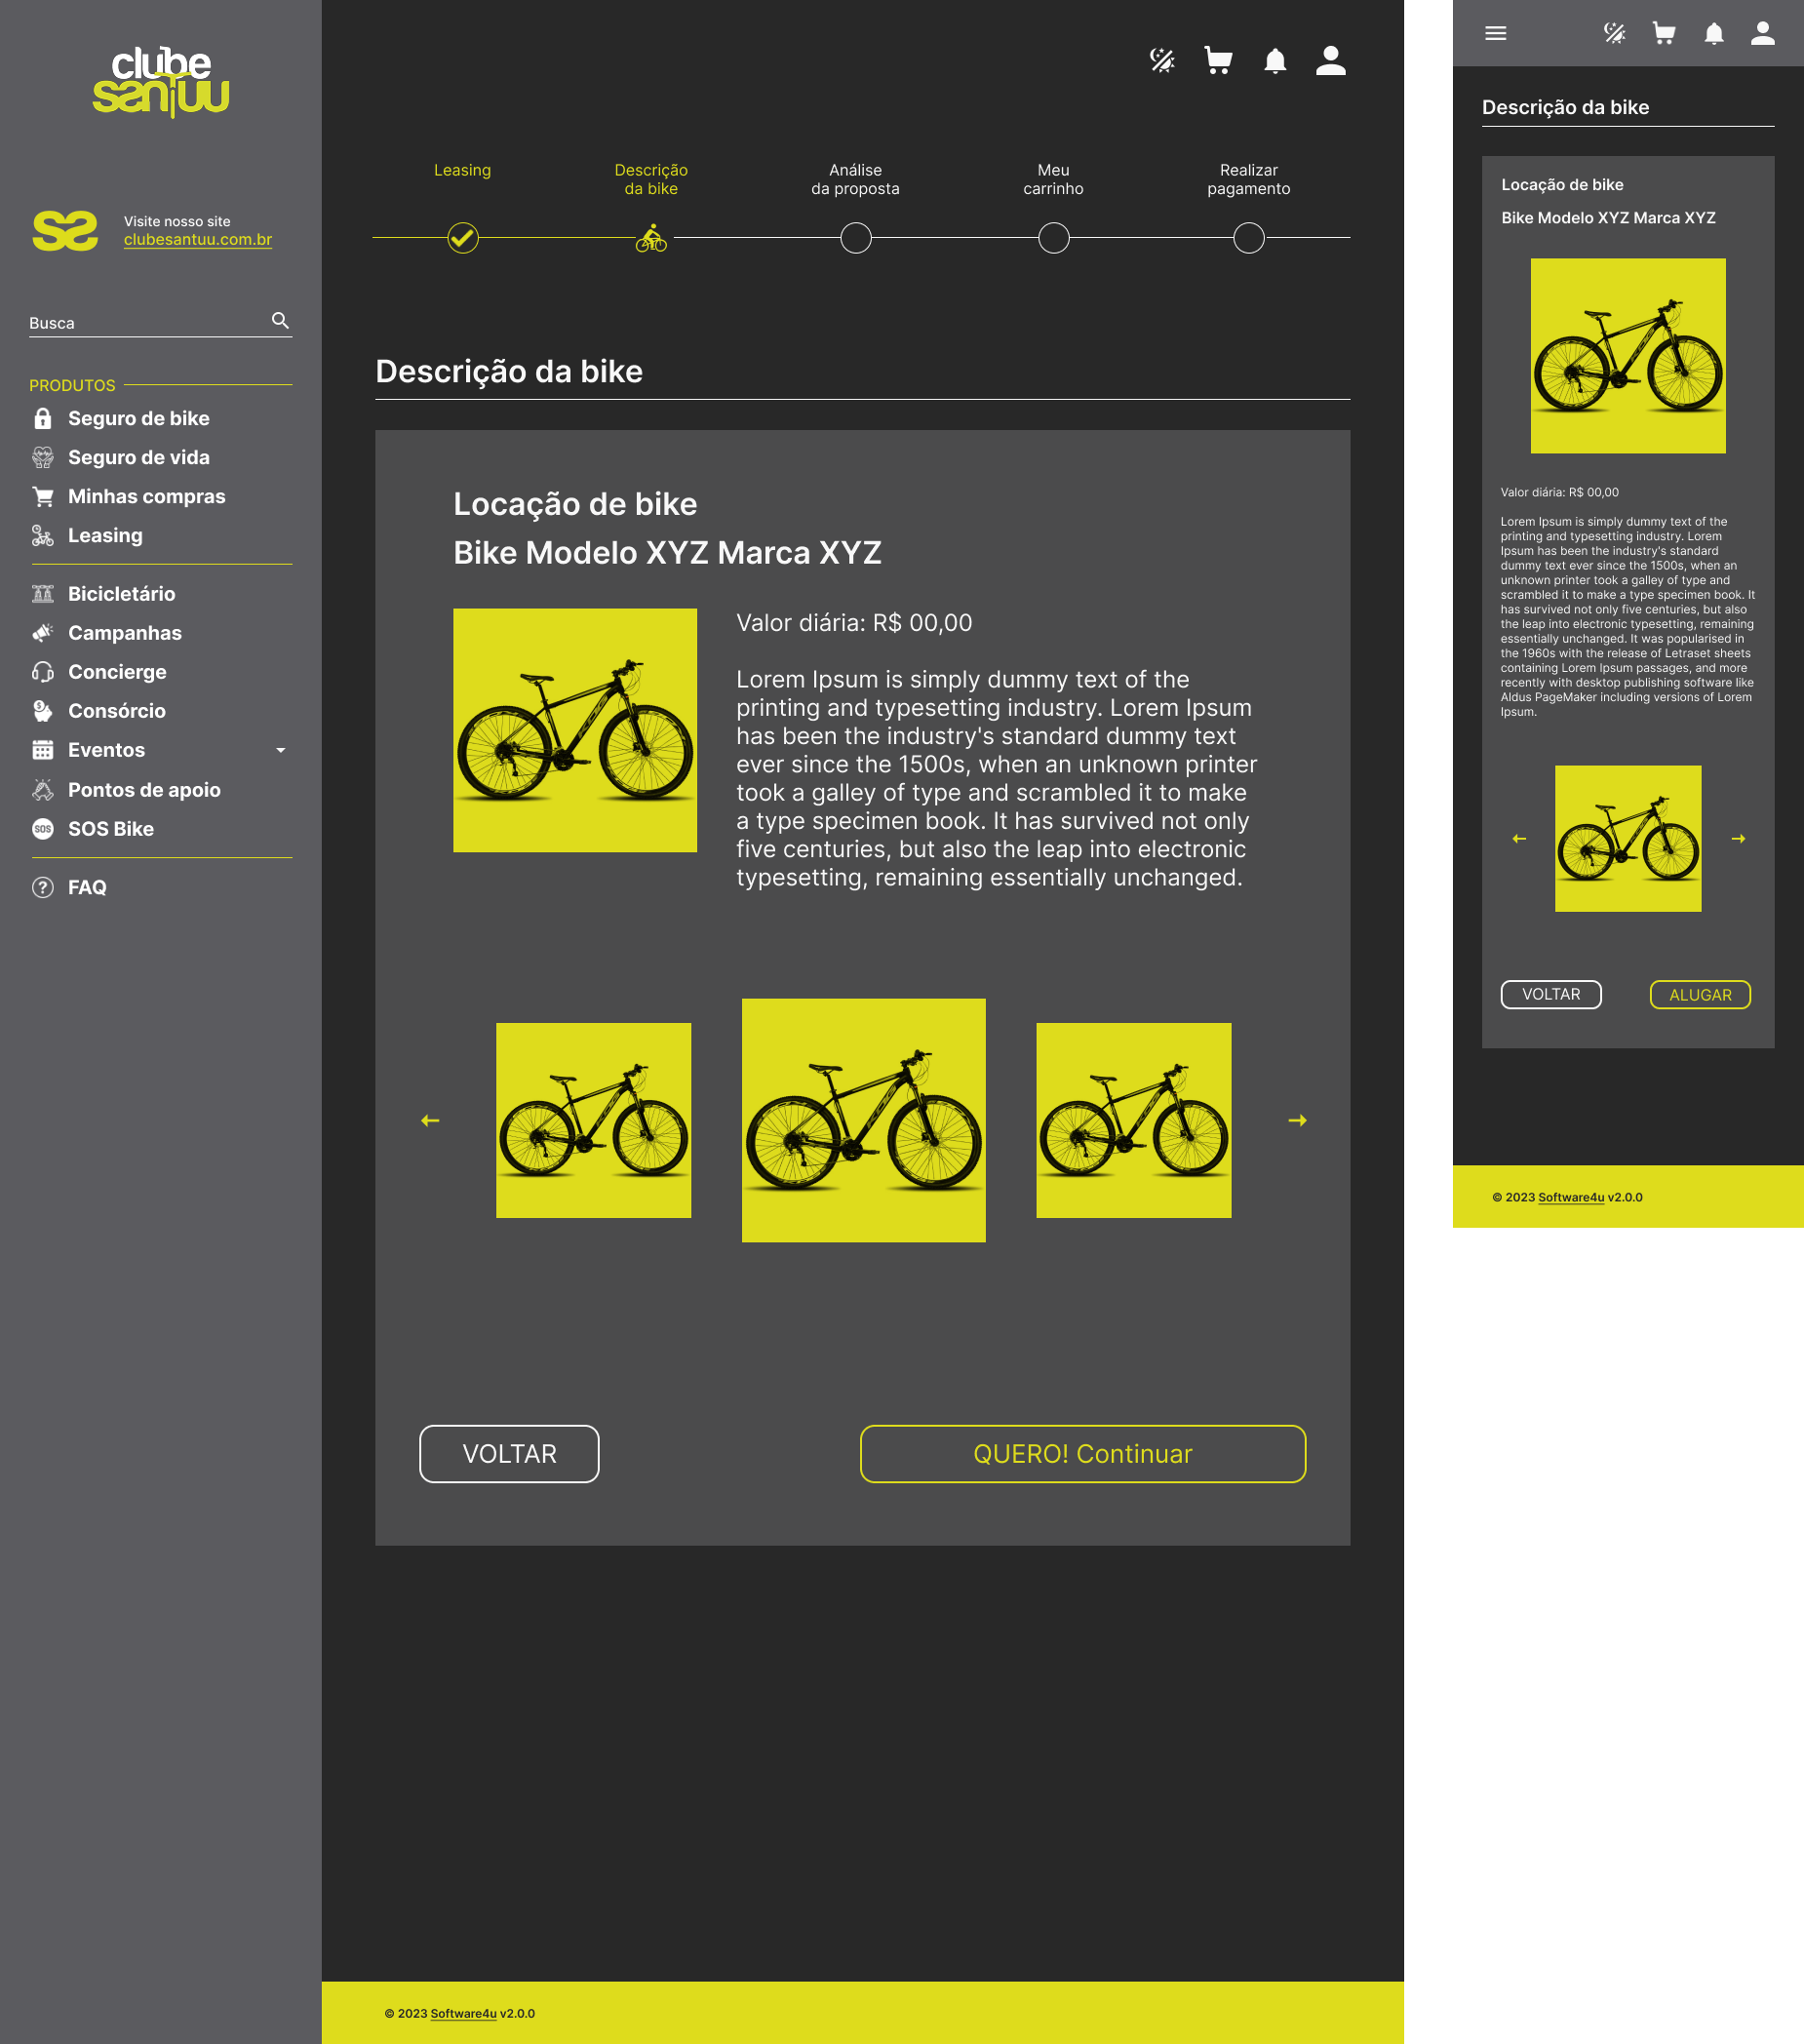 clube
santuu
Visite nosso site
clubesantuu.com.br
Busca
PRODUTOS
Seguro de bike
Seguro de vida
Minhas compras
Leasing
Bicicletário
Campanhas
Concierge
Consórcio
Eventos
Pontos de apoio
SOS
SOS Bike
?
FAQ
Leasing
Descrição
da bike
Análise
da proposta
Meu
carrinho
Realizar
pagamento
Descrição da bike
Locação de bike
Bike Modelo XYZ Marca XYZ
Valor diária: R$ 00,00
Lorem Ipsum is simply dummy text of the
printing and typesetting industry. Lorem Ipsum
has been the industry's standard dummy text
ever since the 1500s, when an unknown printer
took a galley of type and scrambled it to make
a type specimen book. It has survived not only
five centuries, but also the leap into electronic
typesetting, remaining essentially unchanged.
VOLTAR
QUERO! Continuar
© 2023 Software4u v2.0.0
Descrição da bike
Locação de bike
Bike Modelo XYZ Marca XYZ
Valor diária: R$ 00,00
Lorem Ipsum is simply dummy text of the
printing and typesetting industry. Lorem
Ipsum has been the industry's standard
dummy text ever since the 1500s, when an
unknown printer took a galley of type and
scrambled it to make a type specimen book. It
has survived not only five centuries, but also
the leap into electronic typesetting, remaining
essentially unchanged. It was popularised in
the 1960s with the release of Letraset sheets
containing Lorem Ipsum passages, and more
recently with desktop publishing software like
Aldus PageMaker including versions of Lorem
Ipsum.
VOLTAR
ALUGAR
© 2023 Software4u v2.0.0